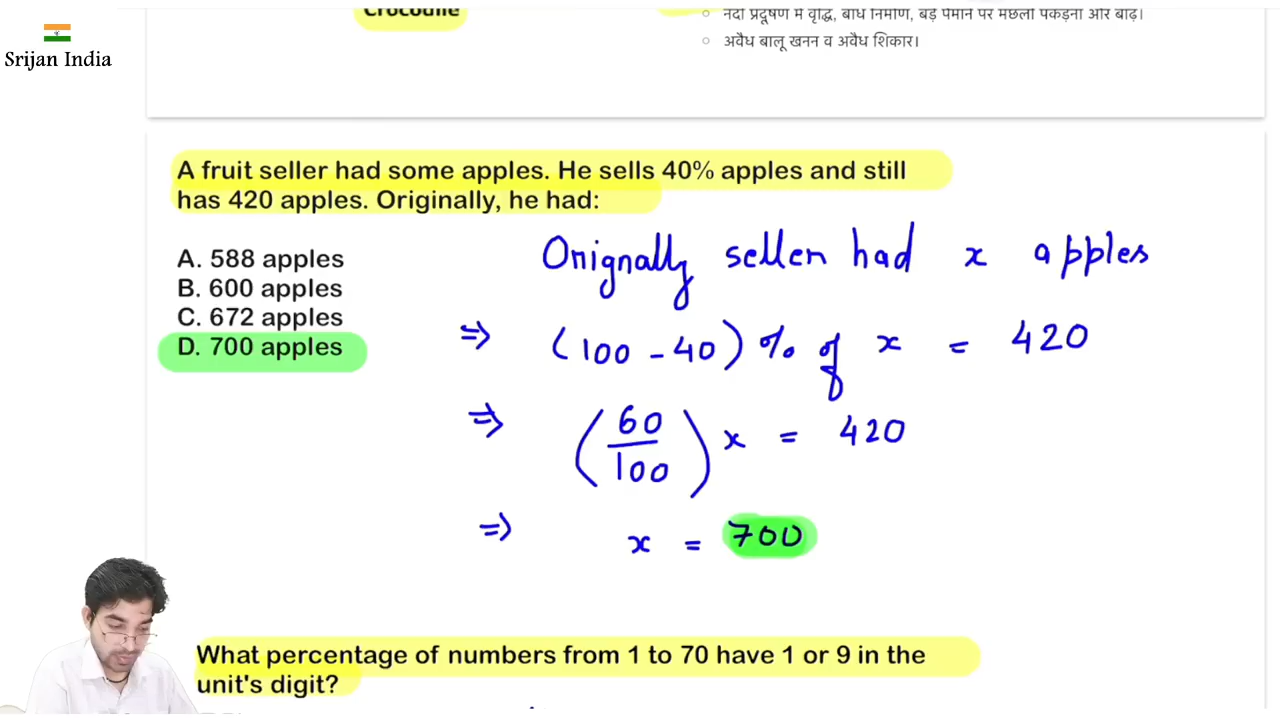 Crocodile
○ नदी प्रदूषण में वृद्धि, बाँध निर्माण, बड़े पैमाने पर मछली पकड़ना और बाढ़।
○ अवैध बालू खनन व अवैध शिकार।
Srijan India
A fruit seller had some apples. He sells 40% apples and still
has 420 apples. Originally, he had:
A. 588 apples
B. 600 apples
C. 672 apples
D. 700 apples
Orignally seller had x apples
=> (100 - 40) % of x = 420
=> (60/100) x = 420
=> x = 700
What percentage of numbers from 1 to 70 have 1 or 9 in the
unit's digit?